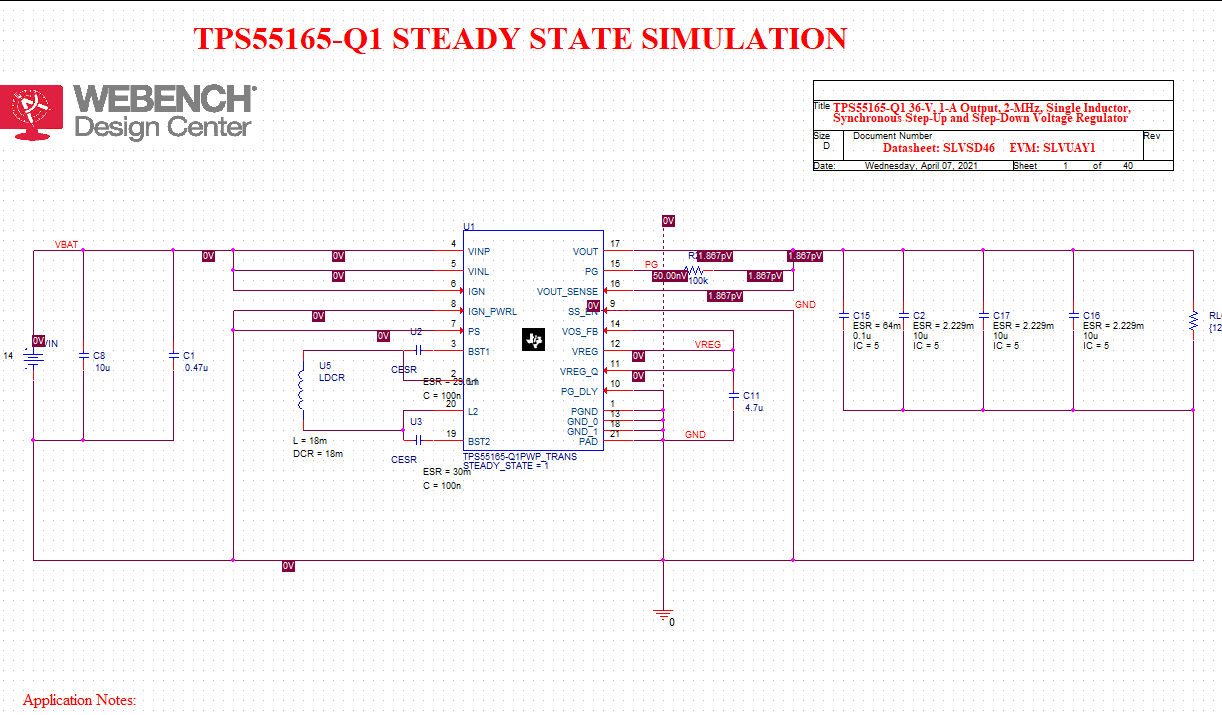 TPS55165-Q1 STEADY STATE SIMULATION
WEBENCH
Design Center
Title
TPS55165-Q1 36-V, 1-A Output, 2-MHz, Single Inductor,
Synchronous Step-Up and Step-Down Voltage Regulator
Size
D
Document Number
Datasheet: SLVSD46 EVM: SLVUAY1
Rev
Date: Wednesday, April 07, 2021 Sheet 1 of 40
0V
U1
VBAT
4
VINP
VOUT
17
0V
0V
R2
1.867pV
1.867pV
5
VINL
PG
15
PG
0V
50.00nV
100k
1.867pV
6
IGN
VOUT_SENSE
16
1.867pV
8
IGN_PWRL
0V
9
GND
0V
7
PS
VOS_FB
14
0V
U2
3
BST1
VREG
12
VREG
0V
VREG_Q
11
0V
CESR
2
ESR = 29.6m
C = 100n
PG_DLY
10
20
L2
PGND
1
GND_0
13
GND_1
18
PAD
21
GND
U3
19
BST2
CESR
ESR = 30m
C = 100n
TPS55165-Q1PWP_TRANS
STEADY_STATE = 1
U5
LDCR
L = 18m
DCR = 18m
14
0V
C8
10u
C1
0.47u
C11
4.7u
C15
ESR = 64m
0.1u
IC = 5
C2
ESR = 2.229m
10u
IC = 5
C17
ESR = 2.229m
10u
IC = 5
C16
ESR = 2.229m
10u
IC = 5
0V
0
Application Notes: